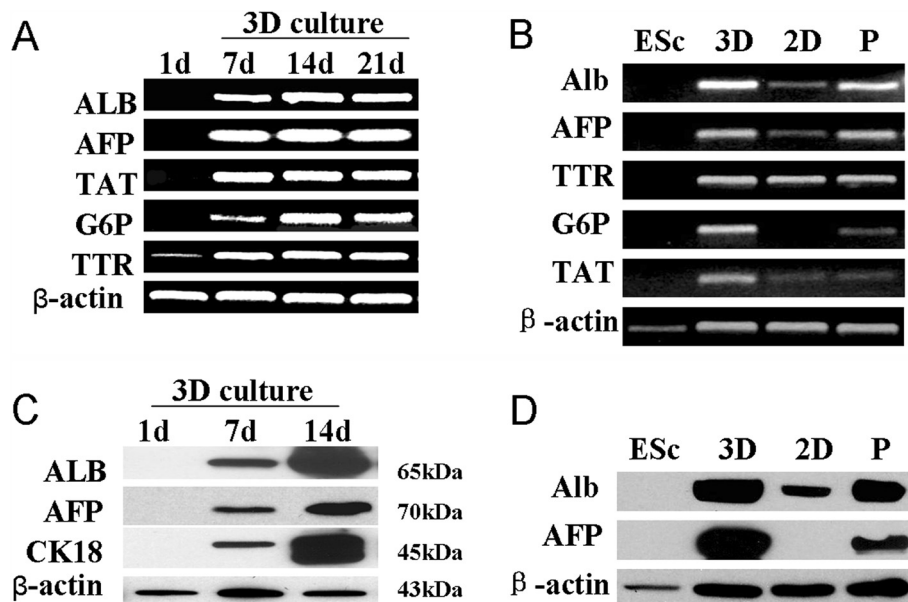 A
3D culture
1d 7d 14d 21d
ALB
AFP
TAT
G6P
TTR
β-actin
B
ESc 3D 2D P
Alb
AFP
TTR
G6P
TAT
β-actin
C
3D culture
1d 7d 14d
ALB 65kDa
AFP 70kDa
CK18 45kDa
β-actin 43kDa
D
ESc 3D 2D P
Alb
AFP
β-actin